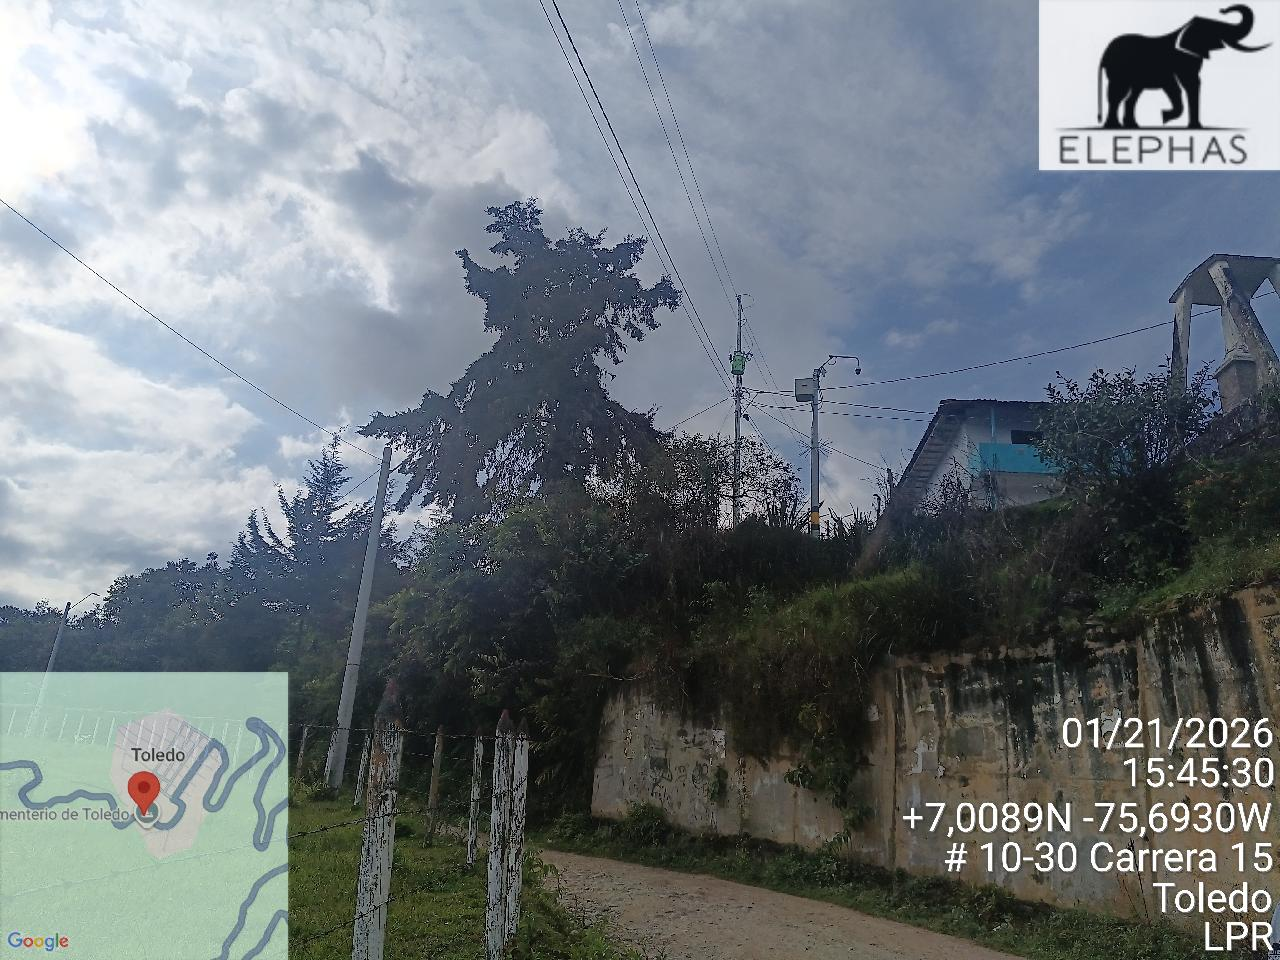 ELEPHAS
01/21/2026
15:45:30
+7,0089N -75,6930W
# 10-30 Carrera 15
Toledo
LPR
Toledo
menterio de Toledo
Google